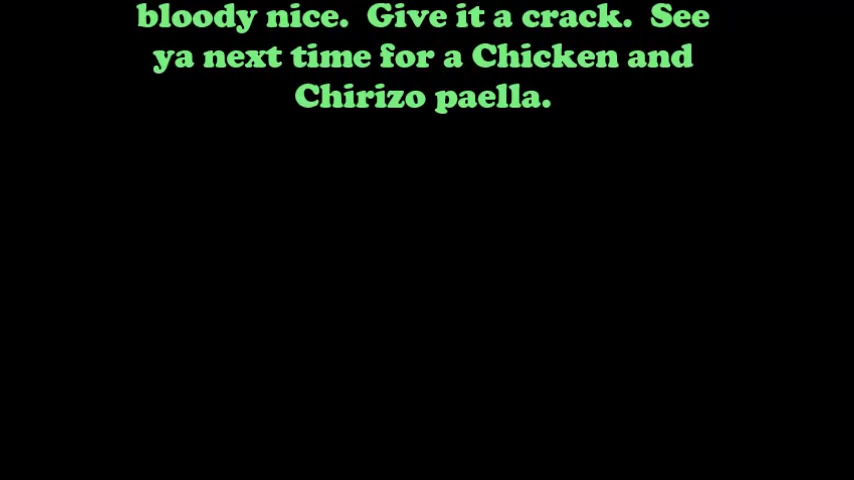 bloody nice.  Give it a crack.  See
ya next time for a Chicken and
Chirizo paella.